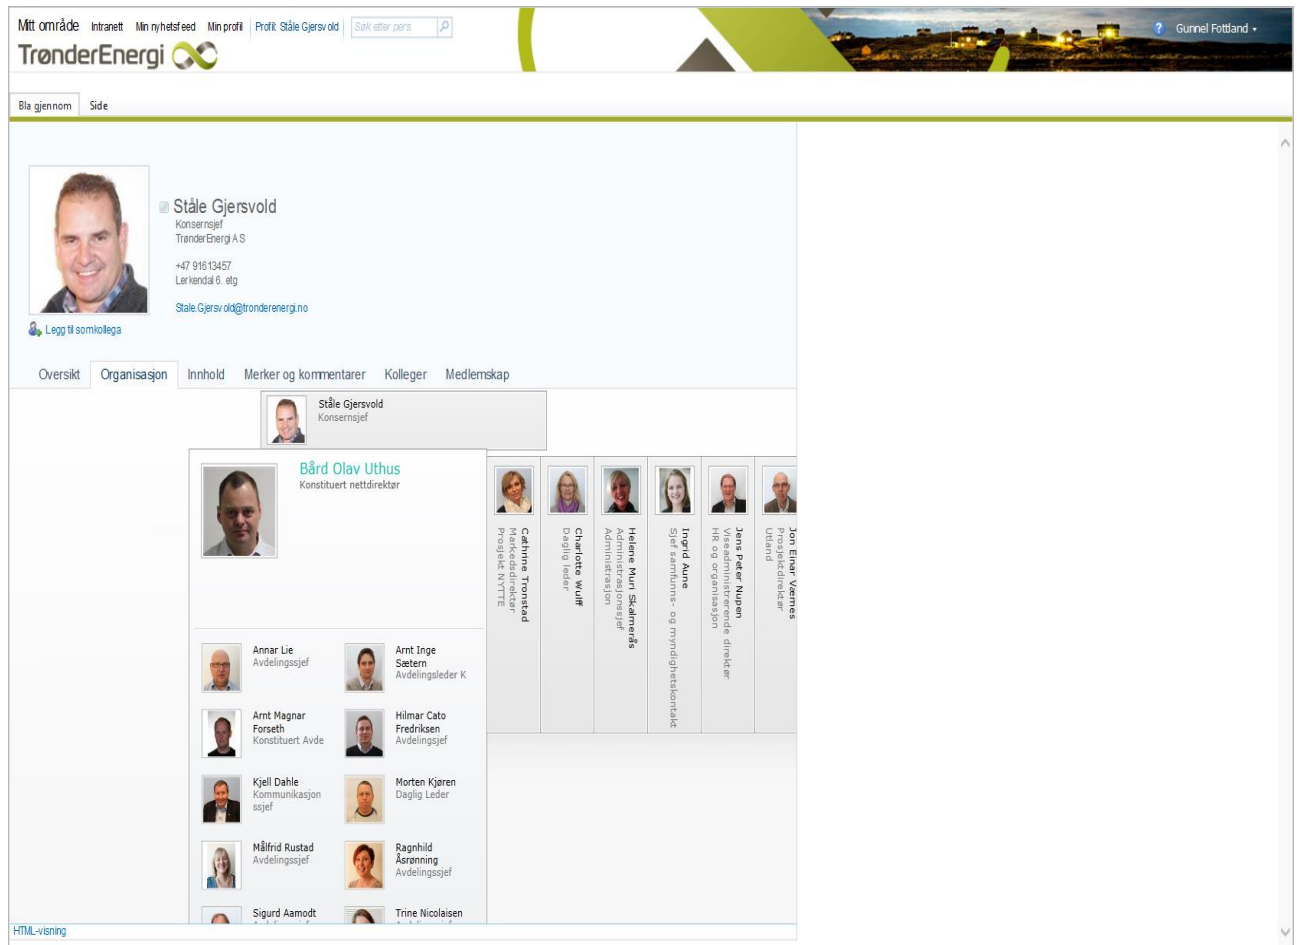 Mitt område Intranett Min nyhetsfeed Min profil Profil: Ståle Gjersvold Søk etter pers
? Gunnel Fottland
TrønderEnergi
Bla gjennom Side
Ståle Gjersvold
Konsernsjef
TrønderEnergi AS
+47 91613457
Lerkendal 6. etg
Stale.Gjersvold@tronderenergi.no
Legg til som kollega
Oversikt Organisasjon Innhold Merker og kommentarer Kolleger Medlemskap
Ståle Gjersvold
Konsernsjef
Bård Olav Uthus
Konstituert nettdirektør
Cathrine Tronstad
Markedsdirektør
Prosjekt NYTTE
Charlotte Wulff
Daglig leder
Helene Muri Skalmerås
Administrasjonssjef
Administrasjon
Ingrid Aune
Sjef samfunns- og myndighetskontakt
Jens Peter Nupen
Viseadministrerende direktør
HR og organisasjon
Jon Einar Værnes
Prosjektdirektør
Utland
Annar Lie
Avdelingssjef
Arnt Inge
Sætern
Avdelingsleder K
Arnt Magnar
Forseth
Konstituert Avde
Hilmar Cato
Fredriksen
Avdelingsjef
Kjell Dahle
Kommunikasjon
ssjef
Morten Kjøren
Daglig Leder
Målfrid Rustad
Avdelingssjef
Ragnhild
Åsrønning
Avdelingssjef
Sigurd Aamodt
Trine Nicolaisen
HTML-visning